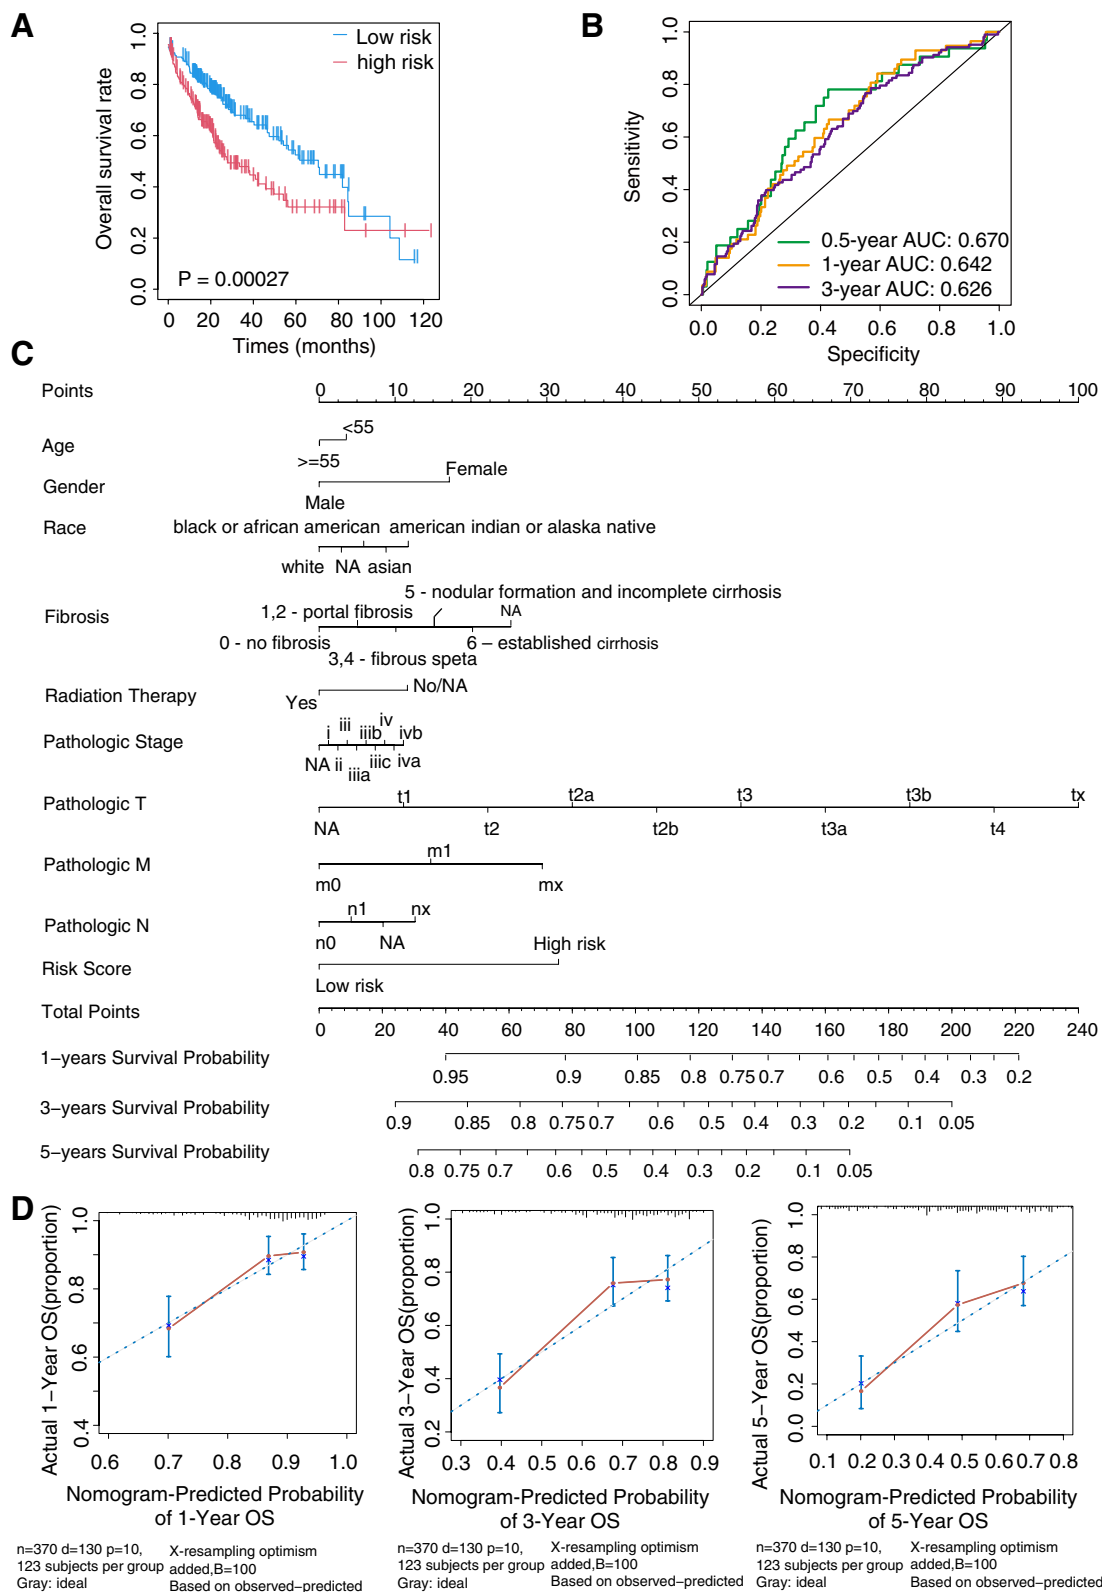 A
Low risk
high risk
Overall survival rate
1.0
0.8
0.6
0.4
0.2
0.0
P = 0.00027
0 20 40 60 80 100 120
Times (months)
B
Sensitivity
1.0
0.8
0.6
0.4
0.2
0.0
0.5-year AUC: 0.670
1-year AUC: 0.642
3-year AUC: 0.626
0.0 0.2 0.4 0.6 0.8 1.0
Specificity
C
Points
0 10 20 30 40 50 60 70 80 90 100
<55
Age
>=55
Female
Gender
Male
Race
black or african american american indian or alaska native
white NA asian
5 - nodular formation and incomplete cirrhosis
1,2 - portal fibrosis NA
Fibrosis
0 - no fibrosis 6 – established cirrhosis
3,4 - fibrous speta
Radiation Therapy
No/NA
Yes
i iii iiib iv ivb
Pathologic Stage
NA ii iiia iiic iva
t1 t2a t3 t3b tx
Pathologic T
NA t2 t2b t3a t4
m1
Pathologic M
m0 mx
n1 nx
Pathologic N
n0 NA
High risk
Risk Score
Low risk
Total Points
0 20 40 60 80 100 120 140 160 180 200 220 240
1−years Survival Probability
0.95 0.9 0.85 0.8 0.75 0.7 0.6 0.5 0.4 0.3 0.2
3−years Survival Probability
0.9 0.85 0.8 0.75 0.7 0.6 0.5 0.4 0.3 0.2 0.1 0.05
5−years Survival Probability
0.8 0.75 0.7 0.6 0.5 0.4 0.3 0.2 0.1 0.05
D
Actual 1−Year OS(proportion)
1.0
0.8
0.6
0.4
0.6 0.7 0.8 0.9 1.0
Nomogram-Predicted Probability
of 1-Year OS
n=370 d=130 p=10,
123 subjects per group
Gray: ideal
X-resampling optimism
added,B=100
Based on observed−predicted
Actual 3−Year OS(proportion)
1.0
0.8
0.6
0.4
0.2
0.3 0.4 0.5 0.6 0.7 0.8 0.9
Nomogram-Predicted Probability
of 3-Year OS
n=370 d=130 p=10,
123 subjects per group
Gray: ideal
X-resampling optimism
added,B=100
Based on observed−predicted
Actual 5−Year OS(proportion)
1.0
0.8
0.6
0.4
0.2
0.0
0.1 0.2 0.3 0.4 0.5 0.6 0.7 0.8
Nomogram-Predicted Probability
of 5-Year OS
n=370 d=130 p=10,
123 subjects per group
Gray: ideal
X-resampling optimism
added,B=100
Based on observed−predicted